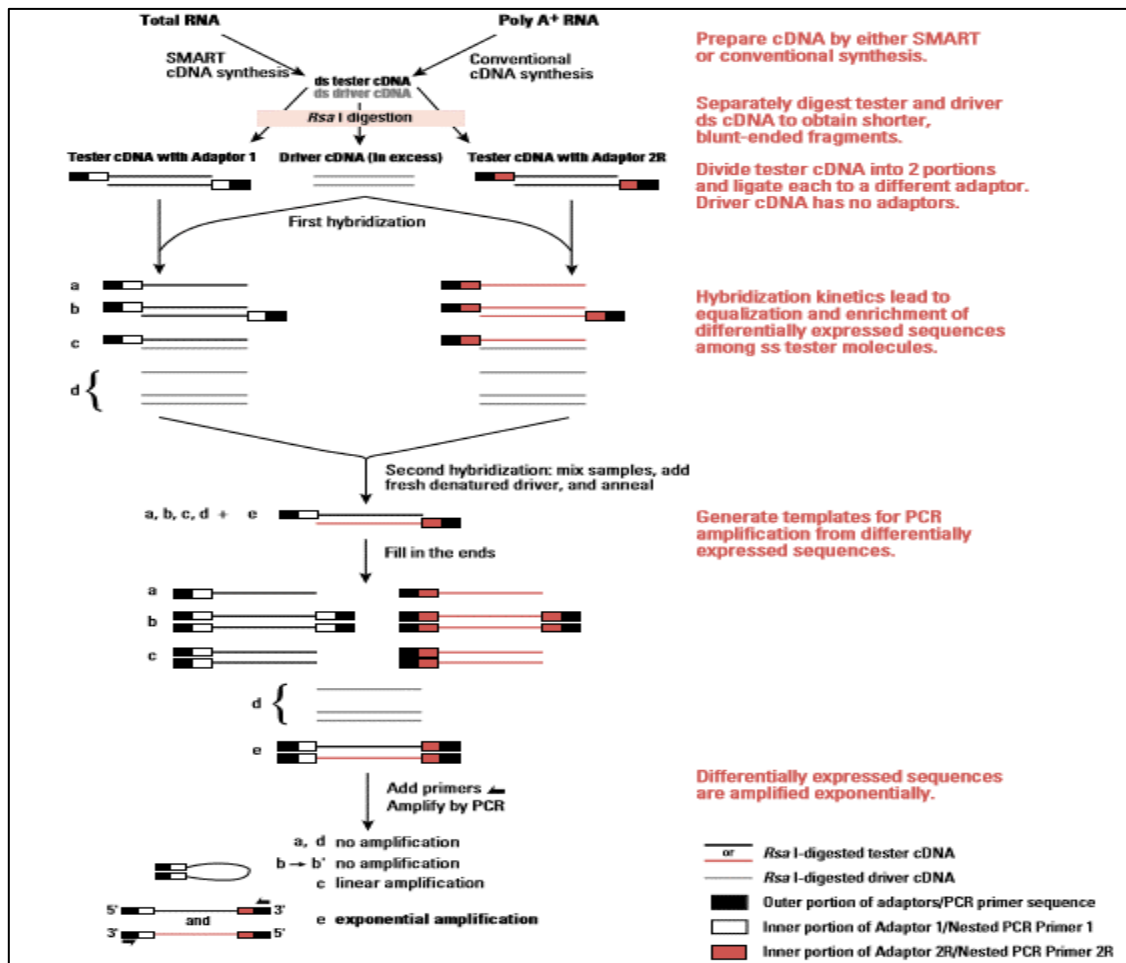 Total RNA
Poly A+ RNA
SMART
cDNA synthesis
Conventional
cDNA synthesis
ds tester cDNA
ds driver cDNA
Rsa I digestion
Prepare cDNA by either SMART
or conventional synthesis.
Separately digest tester and driver
ds cDNA to obtain shorter,
blunt-ended fragments.
Tester cDNA with Adaptor 1
Driver cDNA (in excess)
Tester cDNA with Adaptor 2R
Divide tester cDNA into 2 portions
and ligate each to a different adaptor.
Driver cDNA has no adaptors.
First hybridization
a
b
c
d {
Hybridization kinetics lead to
equalization and enrichment of
differentially expressed sequences
among ss tester molecules.
Second hybridization: mix samples, add
fresh denatured driver, and anneal
a, b, c, d + e
Generate templates for PCR
amplification from differentially
expressed sequences.
Fill in the ends
a
b
c
d {
e
Add primers
Amplify by PCR
Differentially expressed sequences
are amplified exponentially.
a, d no amplification
b → b' no amplification
c linear amplification
e exponential amplification
5' 3'
and
3' 5'
or Rsa I-digested tester cDNA
Rsa I-digested driver cDNA
Outer portion of adaptors/PCR primer sequence
Inner portion of Adaptor 1/Nested PCR Primer 1
Inner portion of Adaptor 2R/Nested PCR Primer 2R